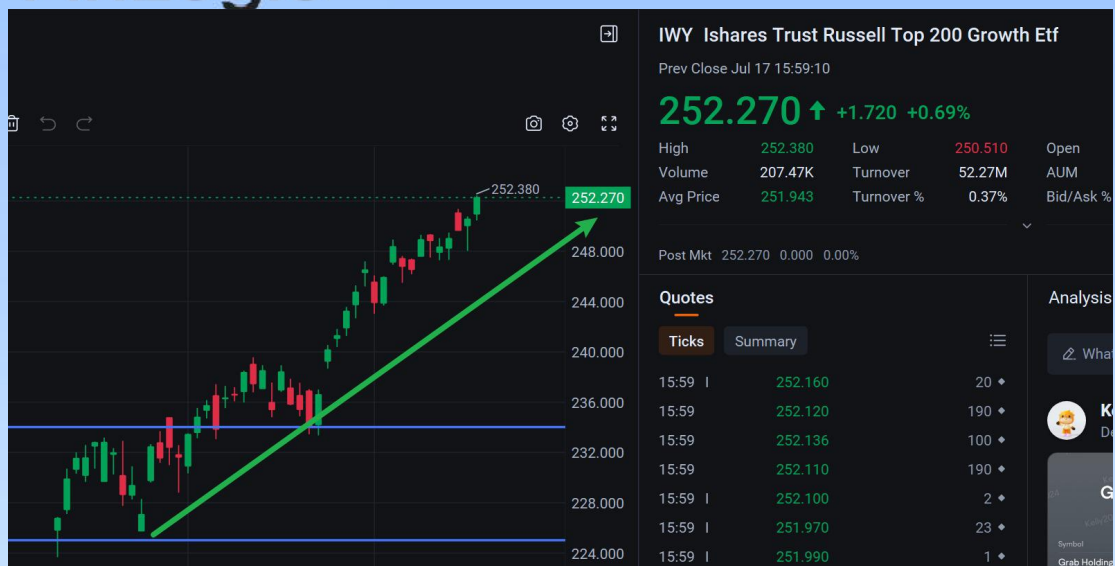 IWY Ishares Trust Russell Top 200 Growth Etf
Prev Close Jul 17 15:59:10
252.270 +1.720 +0.69%
High 252.380 Low 250.510 Open
Volume 207.47K Turnover 52.27M AUM
Avg Price 251.943 Turnover % 0.37% Bid/Ask %
Post Mkt 252.270 0.000 0.00%
252.380
252.270
248.000
244.000
240.000
236.000
232.000
228.000
224.000
Quotes
Ticks Summary
15:59 252.160 20
15:59 252.120 190
15:59 252.136 100
15:59 252.110 190
15:59 252.100 2
15:59 251.970 23
15:59 251.990 1
Analysis
Symbol